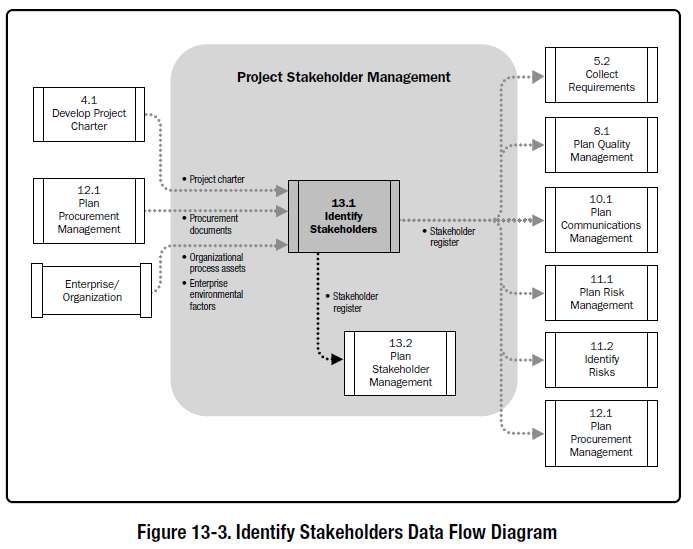 Project Stakeholder Management
4.1
Develop Project
Charter
12.1
Plan
Procurement
Management
Enterprise/
Organization
• Project charter
• Procurement
documents
• Organizational
process assets
• Enterprise
environmental
factors
13.1
Identify
Stakeholders
• Stakeholder
register
• Stakeholder
register
13.2
Plan
Stakeholder
Management
5.2
Collect
Requirements
8.1
Plan Quality
Management
10.1
Plan
Communications
Management
11.1
Plan Risk
Management
11.2
Identify
Risks
12.1
Plan
Procurement
Management
Figure 13-3. Identify Stakeholders Data Flow Diagram